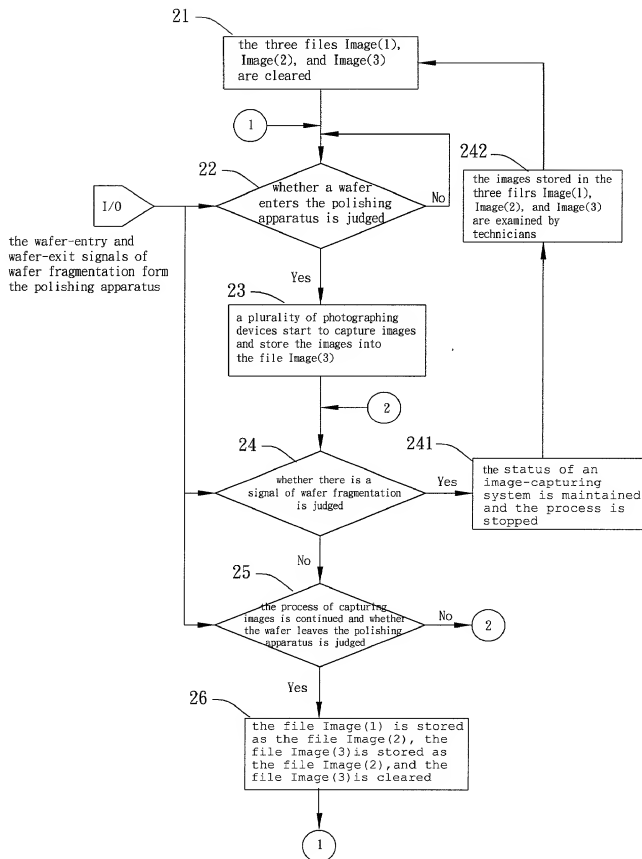 21
the three files Image(1),
Image(2), and Image(3)
are cleared
1
242
22
No
whether a wafer
enters the polishing
apparatus is judged
I/O
the images stored in the
three filrs Image(1),
Image(2), and Image(3)
are examined by
technicians
the wafer-entry and
wafer-exit signals of
wafer fragmentation form
the polishing apparatus
Yes
23
a plurality of photographing
devices start to capture images
and store the images into
the file Image(3)
2
24
241
whether there is a
signal of wafer fragmentation
is judged
Yes
the status of an
image-capturing
system is maintained
and the process is
stopped
No
25
the process of capturing
images is continued and whether
the wafer leaves the polishing
apparatus is judged
No
2
Yes
26
the file Image(1) is stored
as the file Image(2), the
file Image(3)is stored as
the file Image(2),and the
file Image(3)is cleared
1